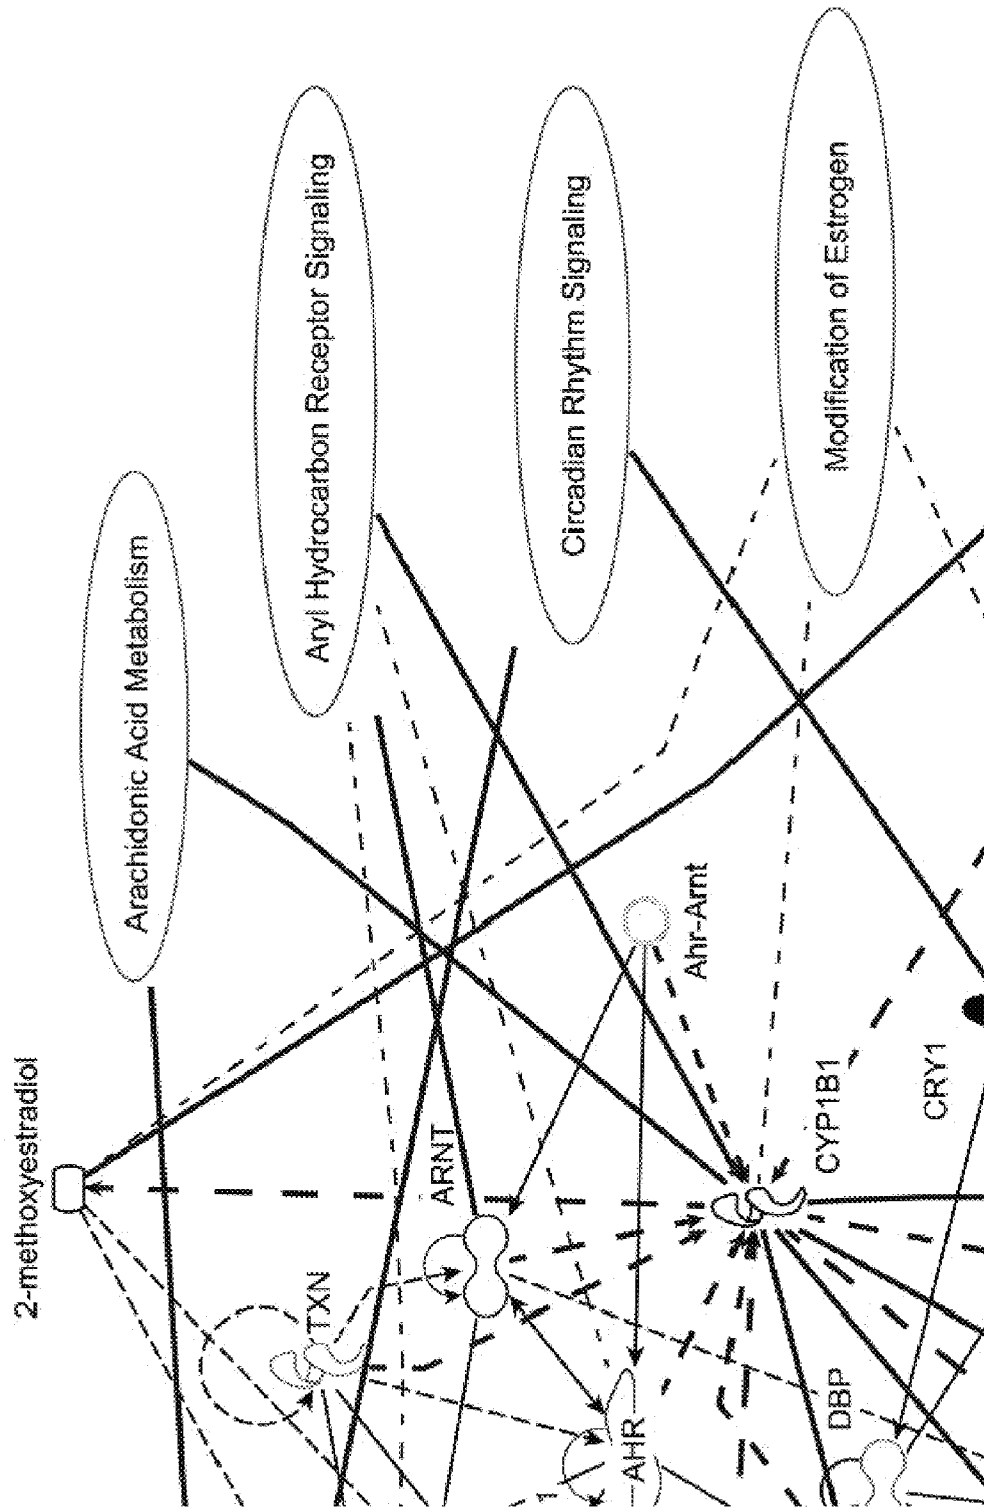 2-methoxyestradiol
Arachidonic Acid Metabolism
Aryl Hydrocarbon Receptor Signaling
Circadian Rhythm Signaling
Modification of Estrogen
TXN
ARNT
Ahr-Arnt
AHR
CYP1B1
DBP
CRY1